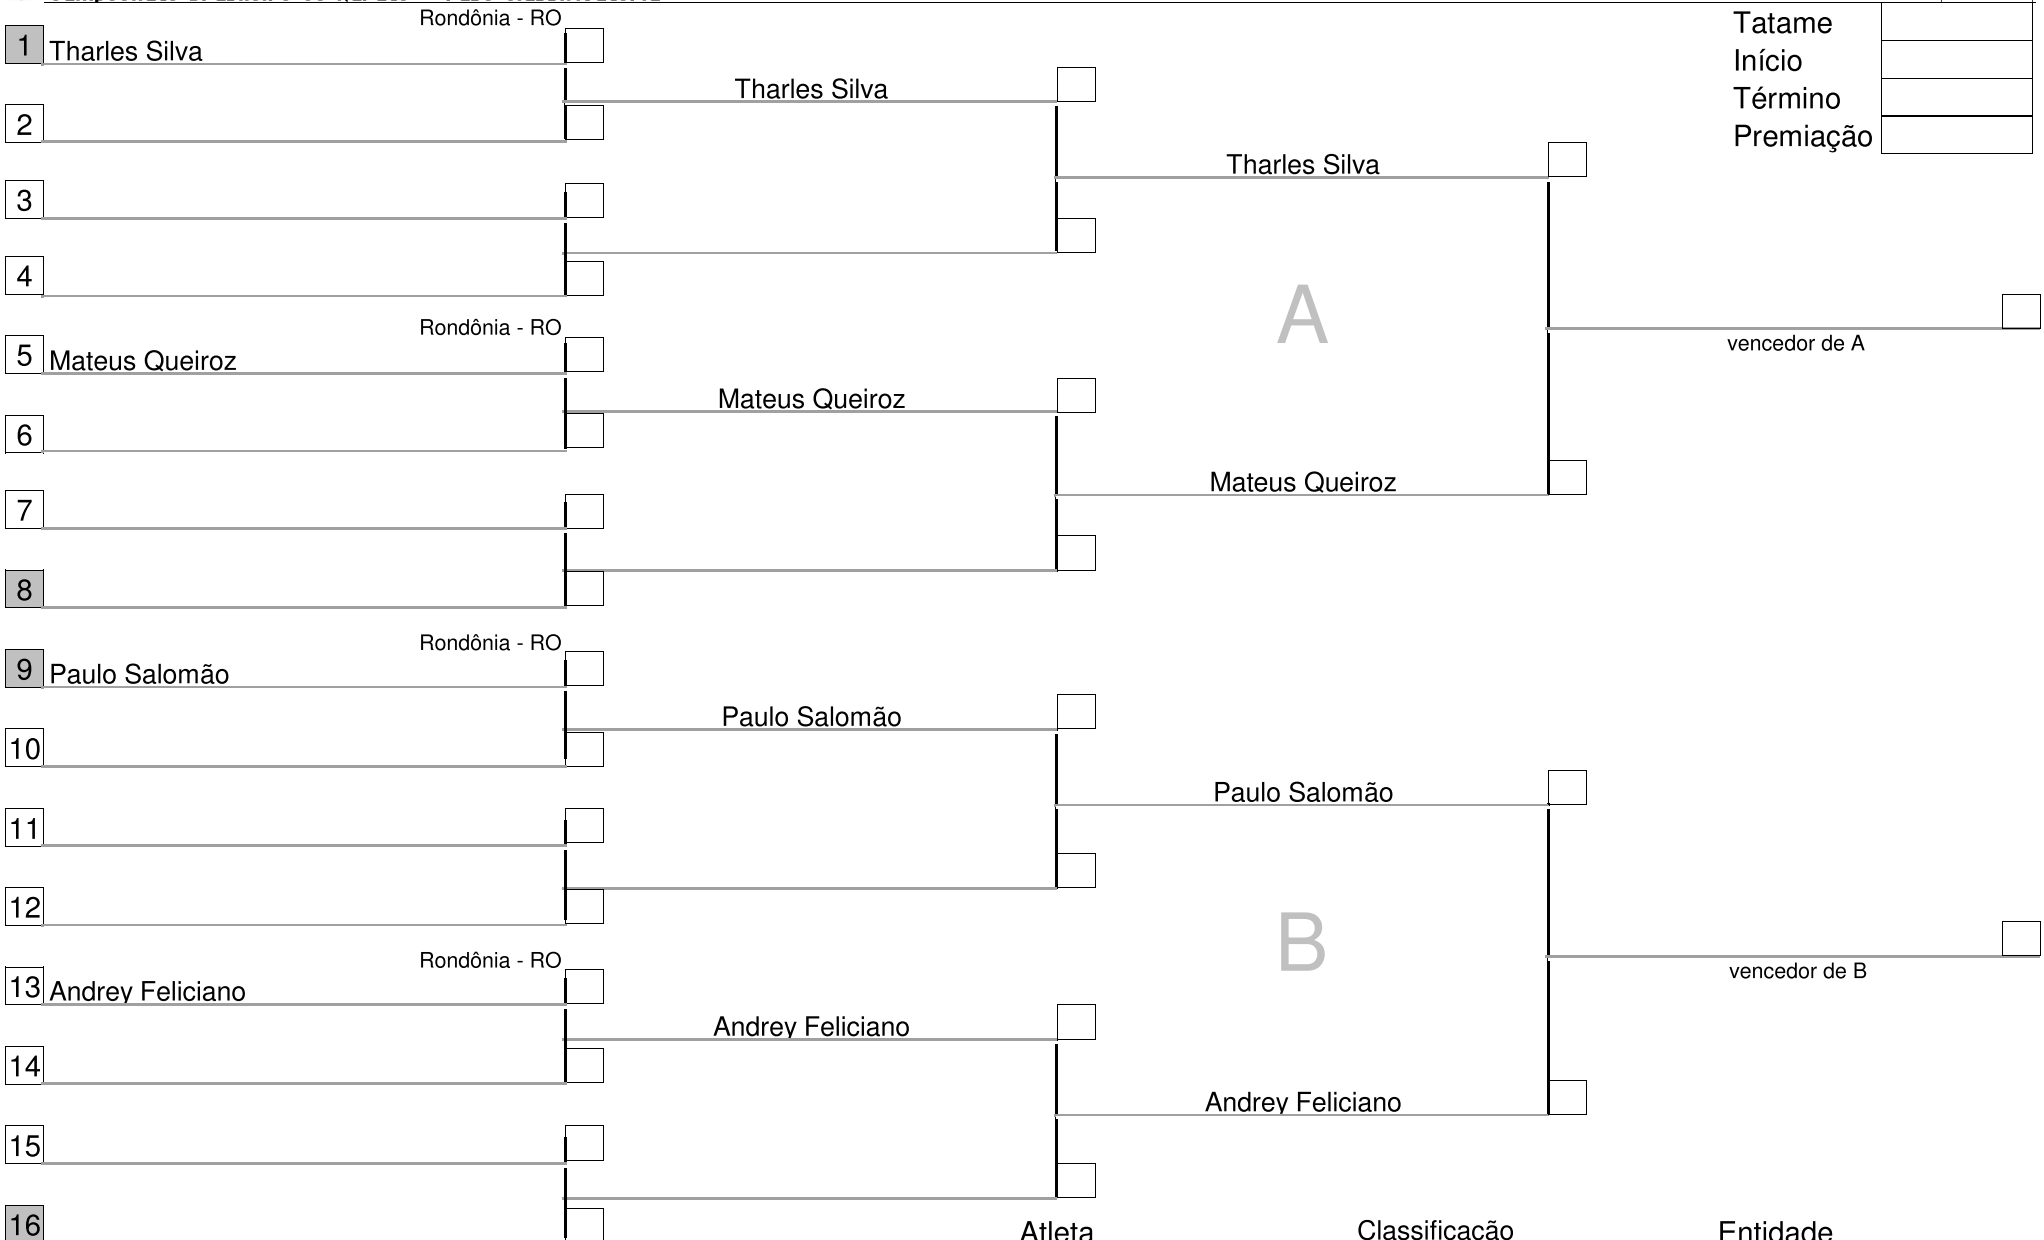 Rondônia - RO
Tatame
1 Tharles Silva
Início
Tharles Silva
Término
2
Premiação
Tharles Silva
3
4
A
Rondônia - RO
vencedor de A
5 Mateus Queiroz
Mateus Queiroz
6
Mateus Queiroz
7
8
Rondônia - RO
9 Paulo Salomão
Paulo Salomão
10
Paulo Salomão
11
12
B
Rondônia - RO
vencedor de B
13 Andrey Feliciano
Andrey Feliciano
14
Andrey Feliciano
15
16
Atleta Classificação Entidade